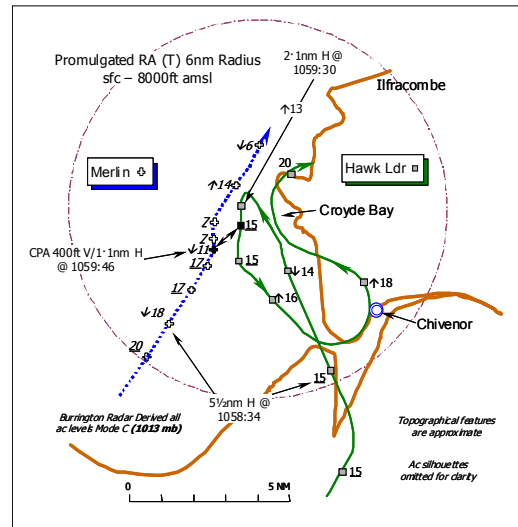 Promulgated RA (T) 6nm Radius
sfc – 8000ft amsl
2·1nm H @
1059:30
Ilfracombe
↑13
↓6
20
Merlin
Hawk Ldr
↑14
Croyde Bay
7
15
7
CPA 400ft V/1·1nm H
@ 1059:46
↓11
17
15
↓14
17
↑16
↑18
↓18
Chivenor
20
15
5½nm H @
1058:34
Burrington Radar Derived all
ac levels Mode C (1013 mb)
Topographical features
are approximate
Ac silhouettes
omitted for clarity
15
0
5 NM